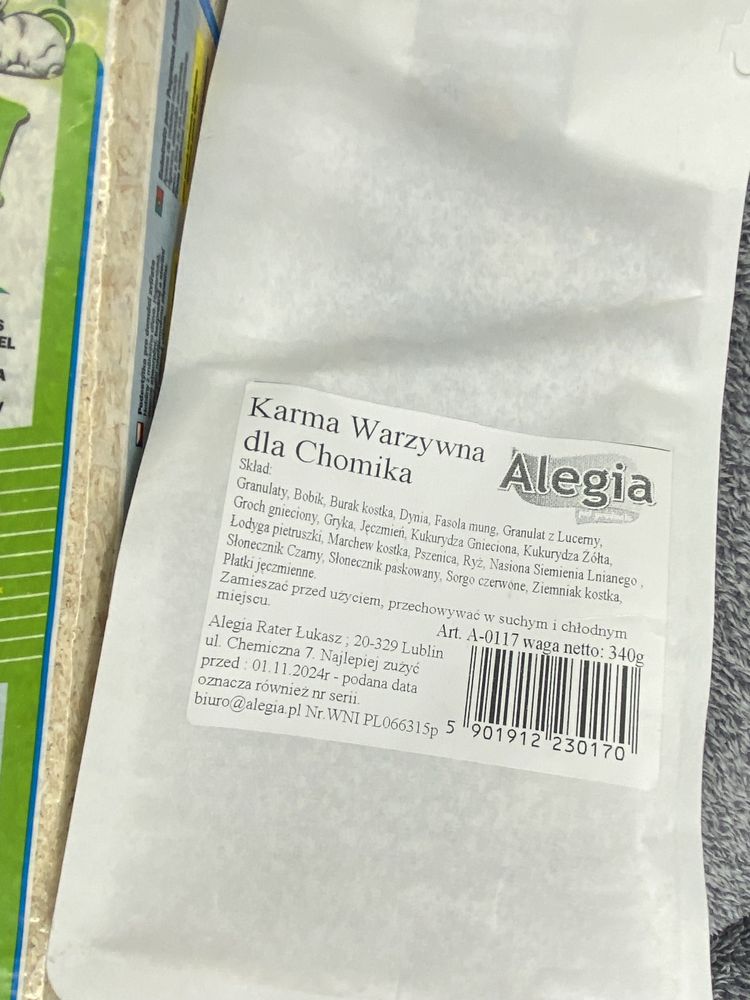 Karma Warzywna
dla Chomika
Alegia
Skład:
Granulaty, Bobik, Burak kostka, Dynia, Fasola mung, Granulat z Lucerny,
Groch gnieciony, Gryka, Jęczmień, Kukurydza Gnieciona, Kukurydza Żółta,
Łodyga pietruszki, Marchew kostka, Pszenica, Ryż, Nasiona Siemienia Lnianego ,
Słonecznik Czarny, Słonecznik paskowany, Sorgo czerwone, Ziemniak kostka,
Płatki jęczmienne.
Zamieszać przed użyciem, przechowywać w suchym i chłodnym
miejscu.
Art. A-0117 waga netto: 340g
Alegia Rater Łukasz ; 20-329 Lublin
ul. Chemiczna 7. Najlepiej zużyć
przed : 01.11.2024r - podana data
oznacza również nr serii.
biuro@alegia.pl Nr.WNI PL066315p
5 901912 230170
S
EL
A